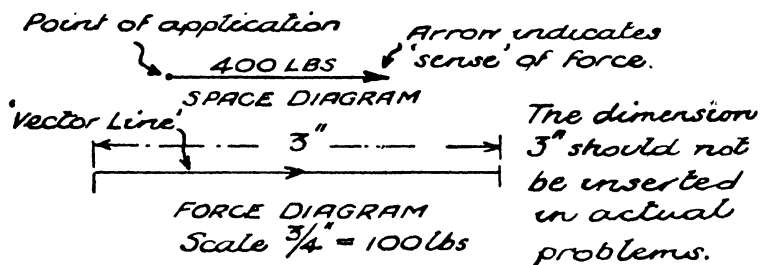 Point of application
Arrow indicates
'sense' of force.
400 LBS
SPACE DIAGRAM
'Vector Line'
3"
The dimension
3" should not
be inserted
in actual
problems.
FORCE DIAGRAM
Scale 3/4" = 100 lbs